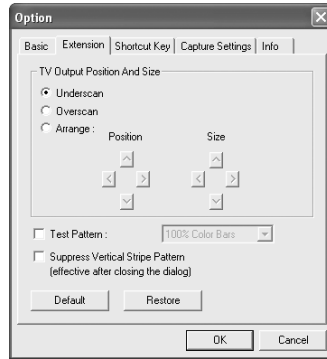 Option
Basic Extension Shortcut Key Capture Settings Info
TV Output Position And Size
Underscan
Overscan
Arrange :
Position Size
Test Pattern : 100% Color Bars
Suppress Vertical Stripe Pattern
(effective after closing the dialog)
Default Restore
OK Cancel